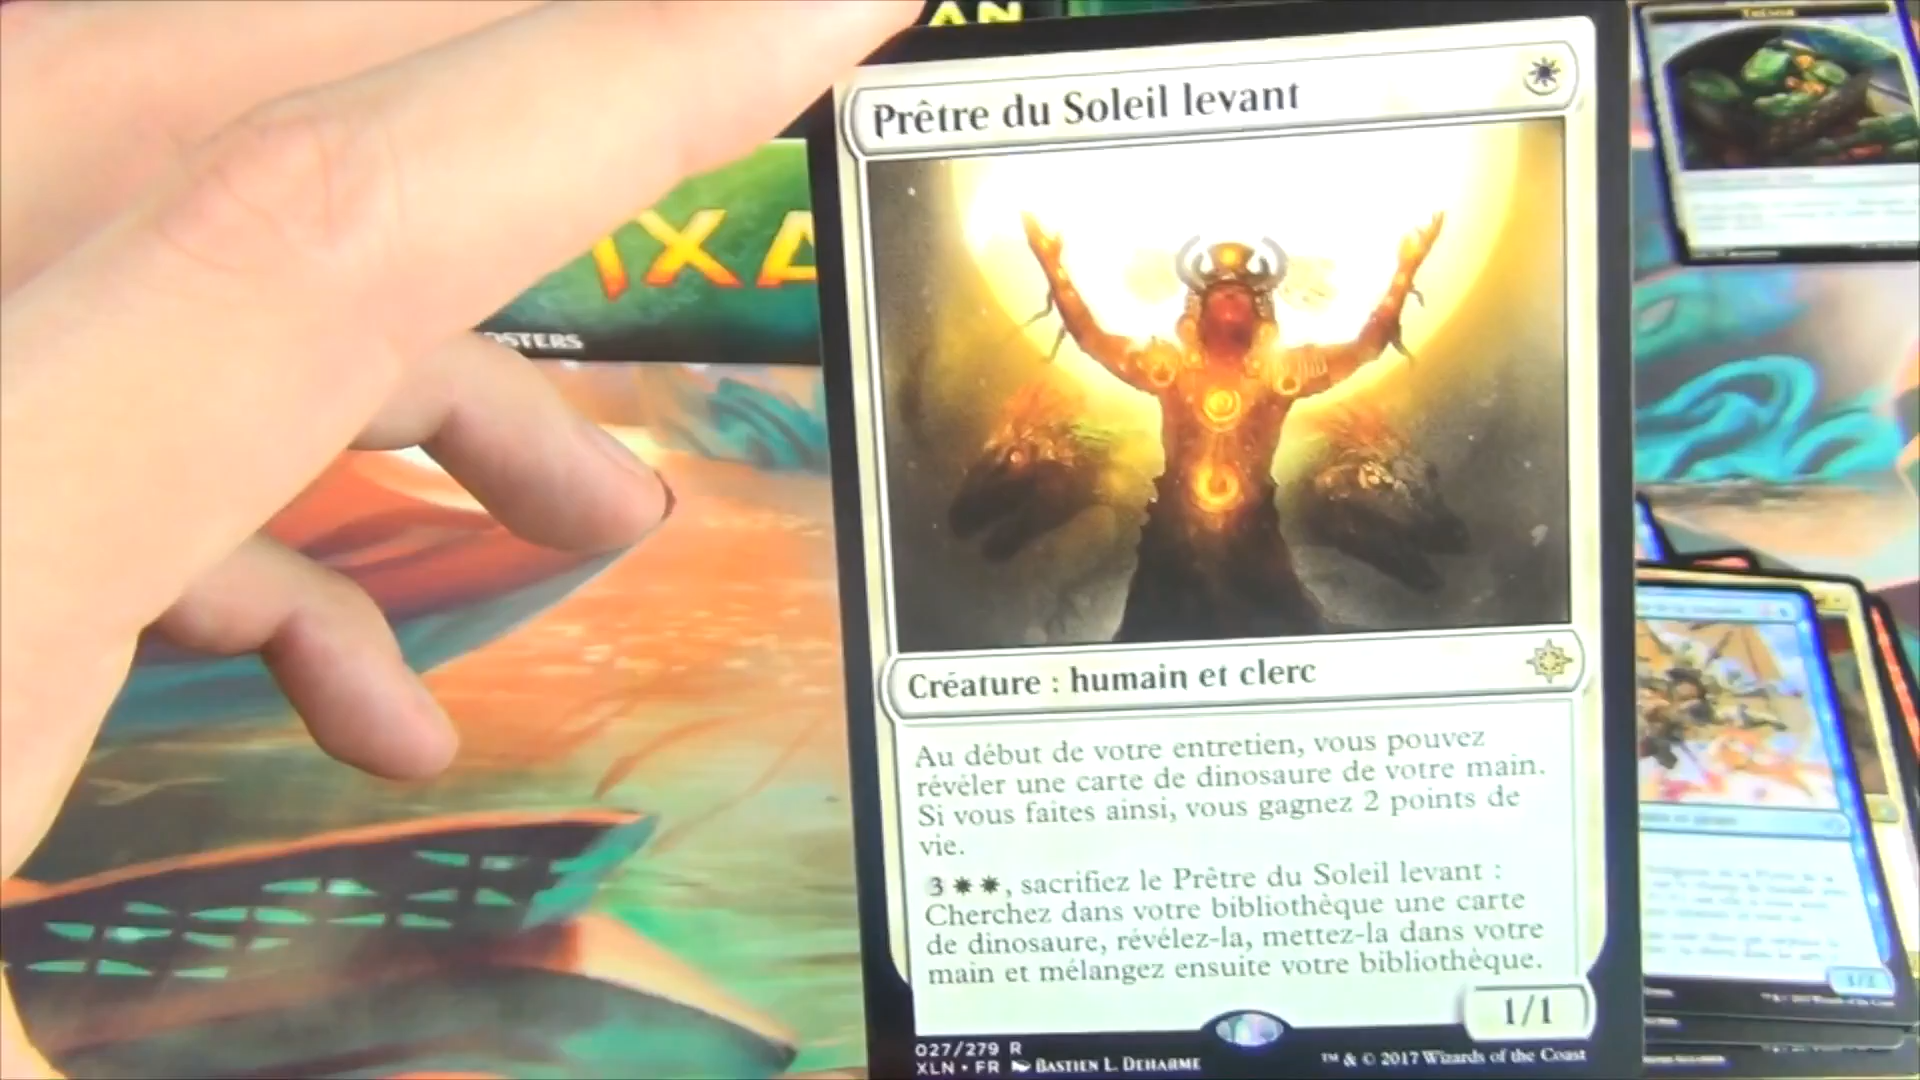 AN
IXA
OSTERS
Prêtre du Soleil levant
Créature : humain et clerc
Au début de votre entretien, vous pouvez
révéler une carte de dinosaure de votre main.
Si vous faites ainsi, vous gagnez 2 points de
vie.
3, sacrifiez le Prêtre du Soleil levant :
Cherchez dans votre bibliothèque une carte
de dinosaure, révélez-la, mettez-la dans votre
main et mélangez ensuite votre bibliothèque.
1/1
027/279 R
XLN • FR BASTIEN L. DEHARME
™ & © 2017 Wizards of the Coast